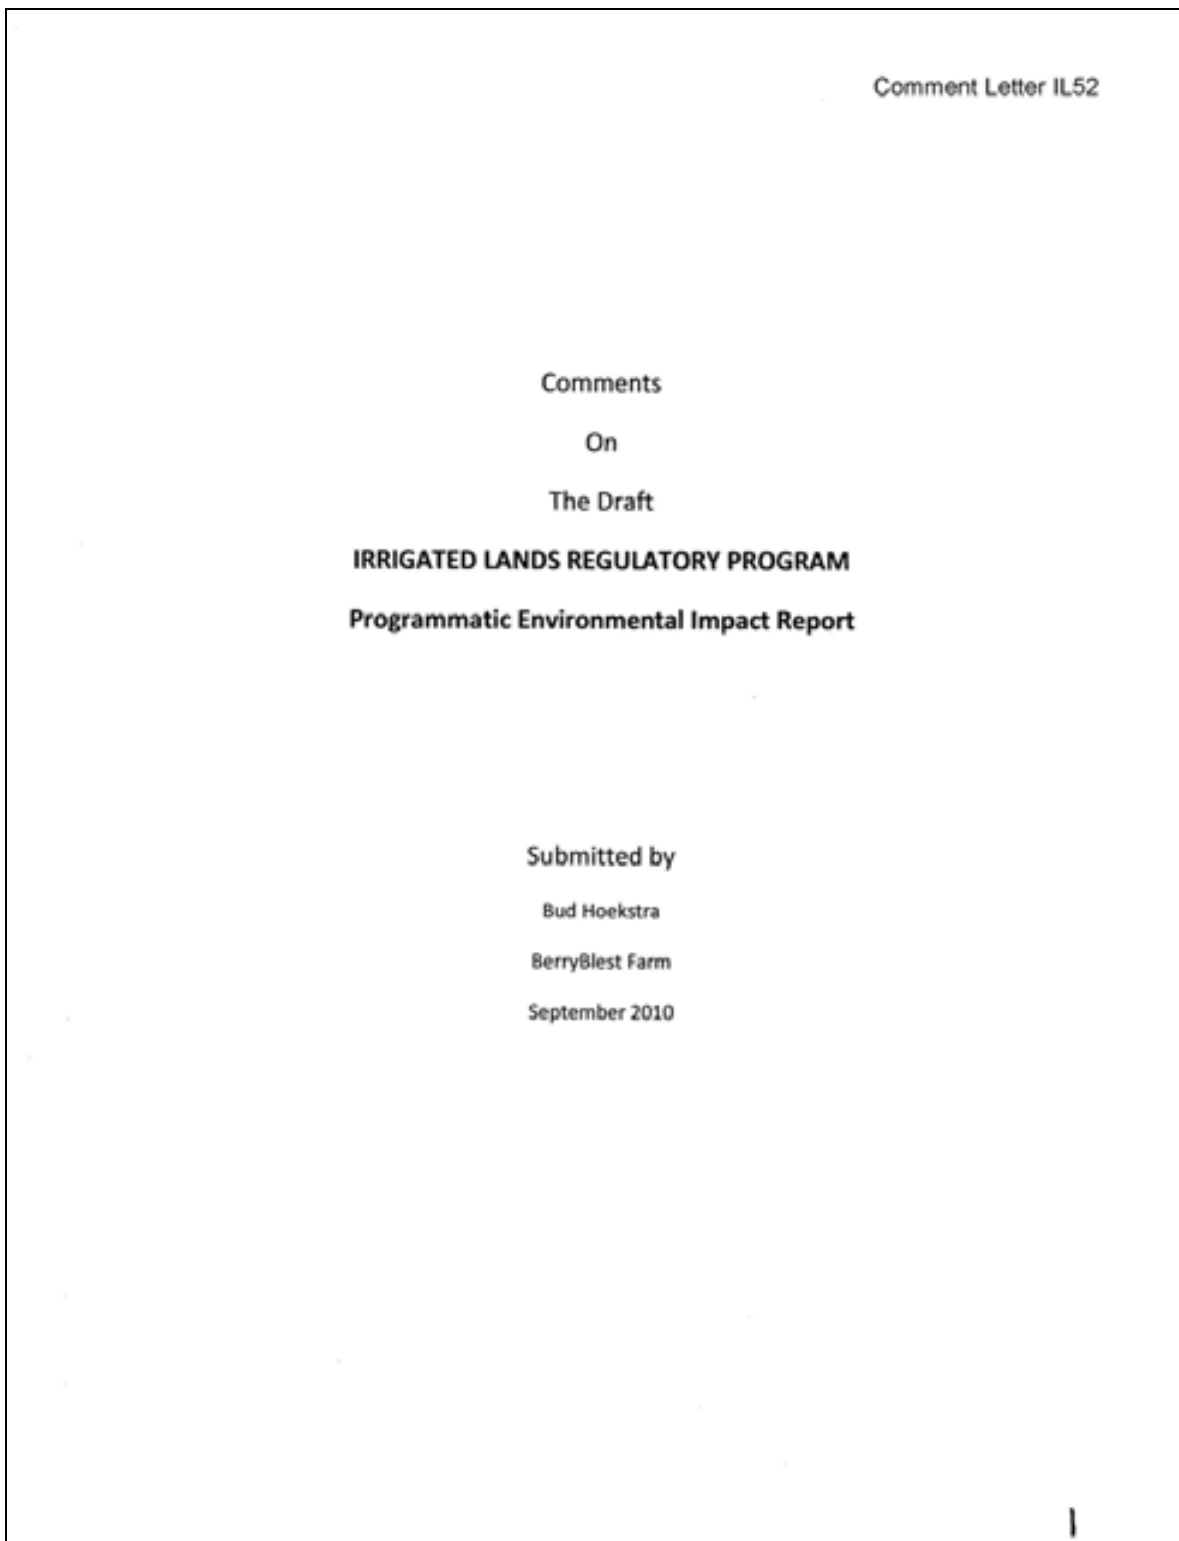 Comment Letter IL52
Comments
On
The Draft
IRRIGATED LANDS REGULATORY PROGRAM
Programmatic Environmental Impact Report
Submitted by
Bud Hoekstra
BerryBlest Farm
September 2010
1